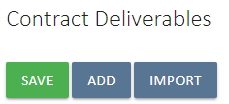 Contract Deliverables
SAVE ADD IMPORT